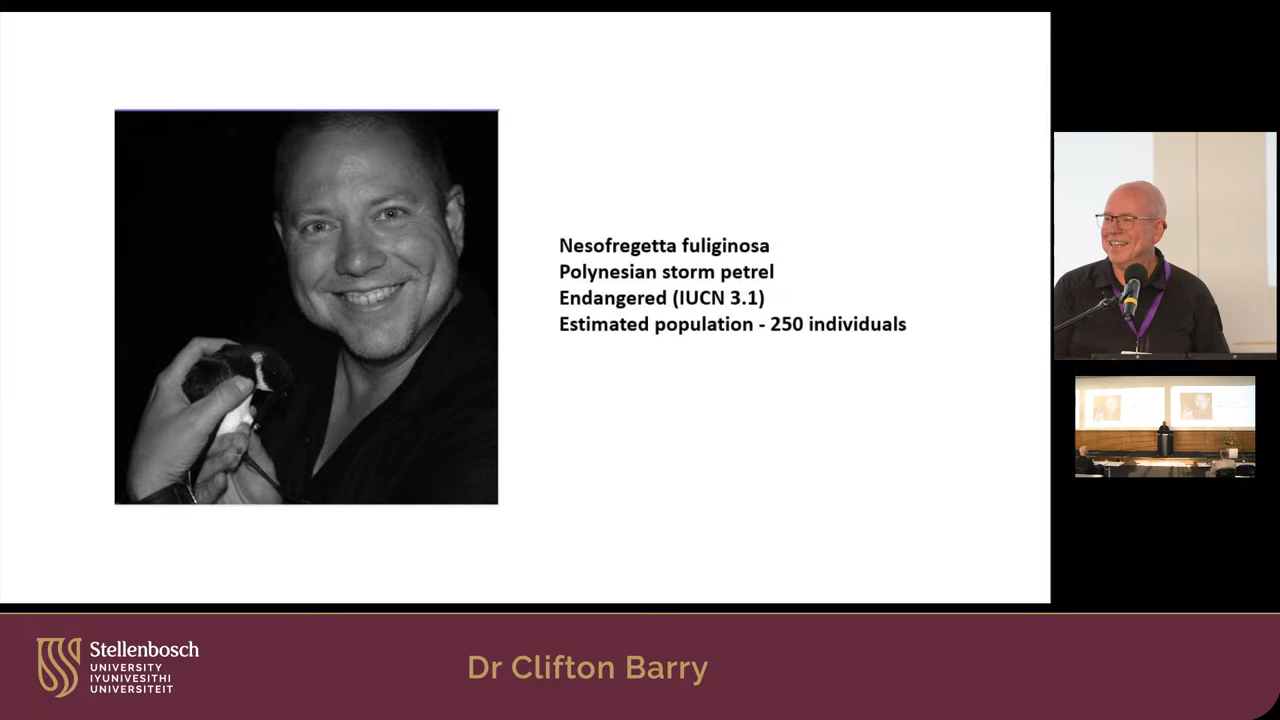 Nesofregetta fuliginosa
Polynesian storm petrel
Endangered (IUCN 3.1)
Estimated population - 250 individuals
Stellenbosch
UNIVERSITY
IYUNIVESITHI
UNIVERSITEIT
Dr Clifton Barry